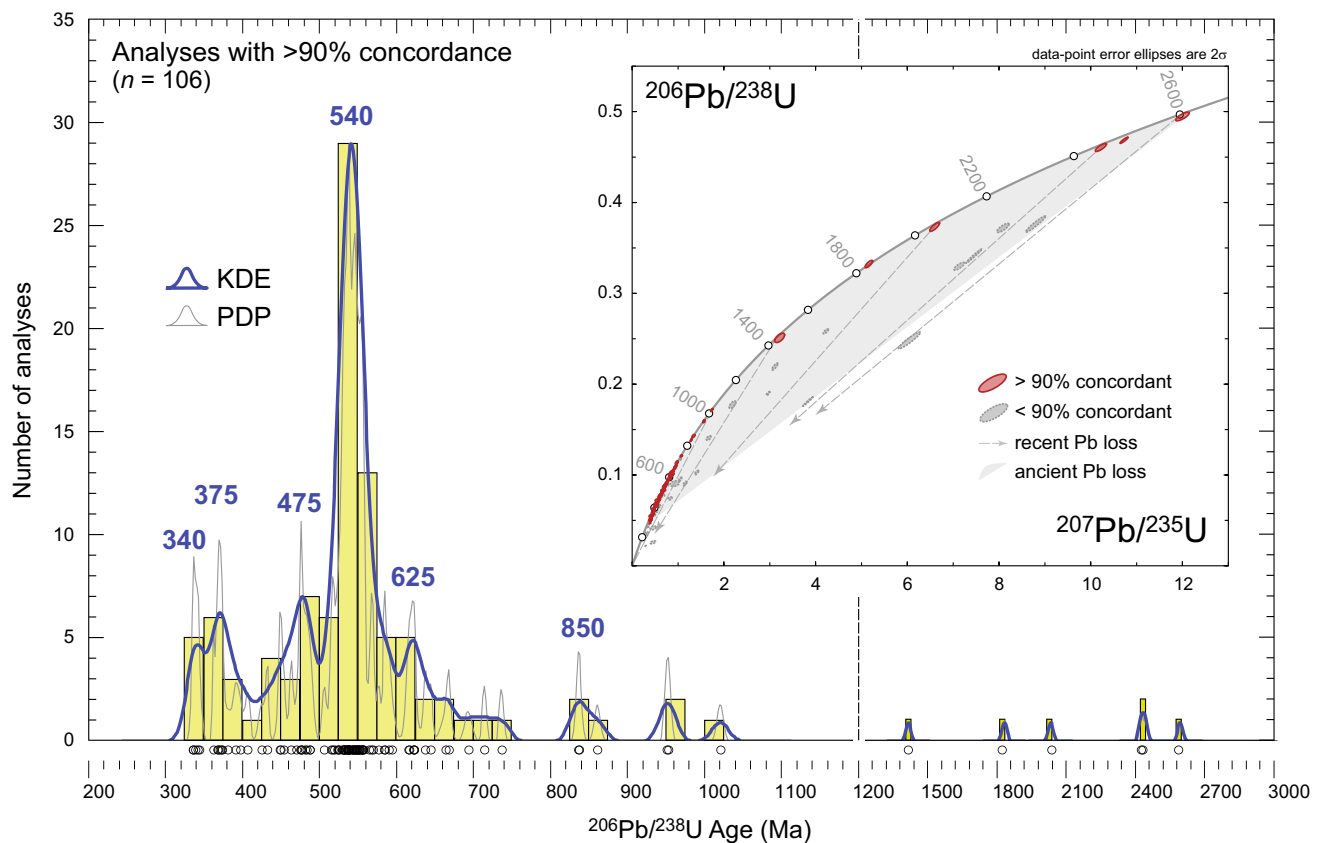 Analyses with >90% concordance
(n = 106)
data-point error ellipses are 2σ
35
30
25
20
15
10
5
0
Number of analyses
KDE
PDP
340
375
475
540
625
850
206Pb/238U
0.5
0.4
0.3
0.2
0.1
600
1000
1400
1800
2200
2600
> 90% concordant
< 90% concordant
recent Pb loss
ancient Pb loss
207Pb/235U
2 4 6 8 10 12
200 300 400 500 600 700 800 900 1000 1100 1200 1500 1800 2100 2400 2700 3000
206Pb/238U Age (Ma)